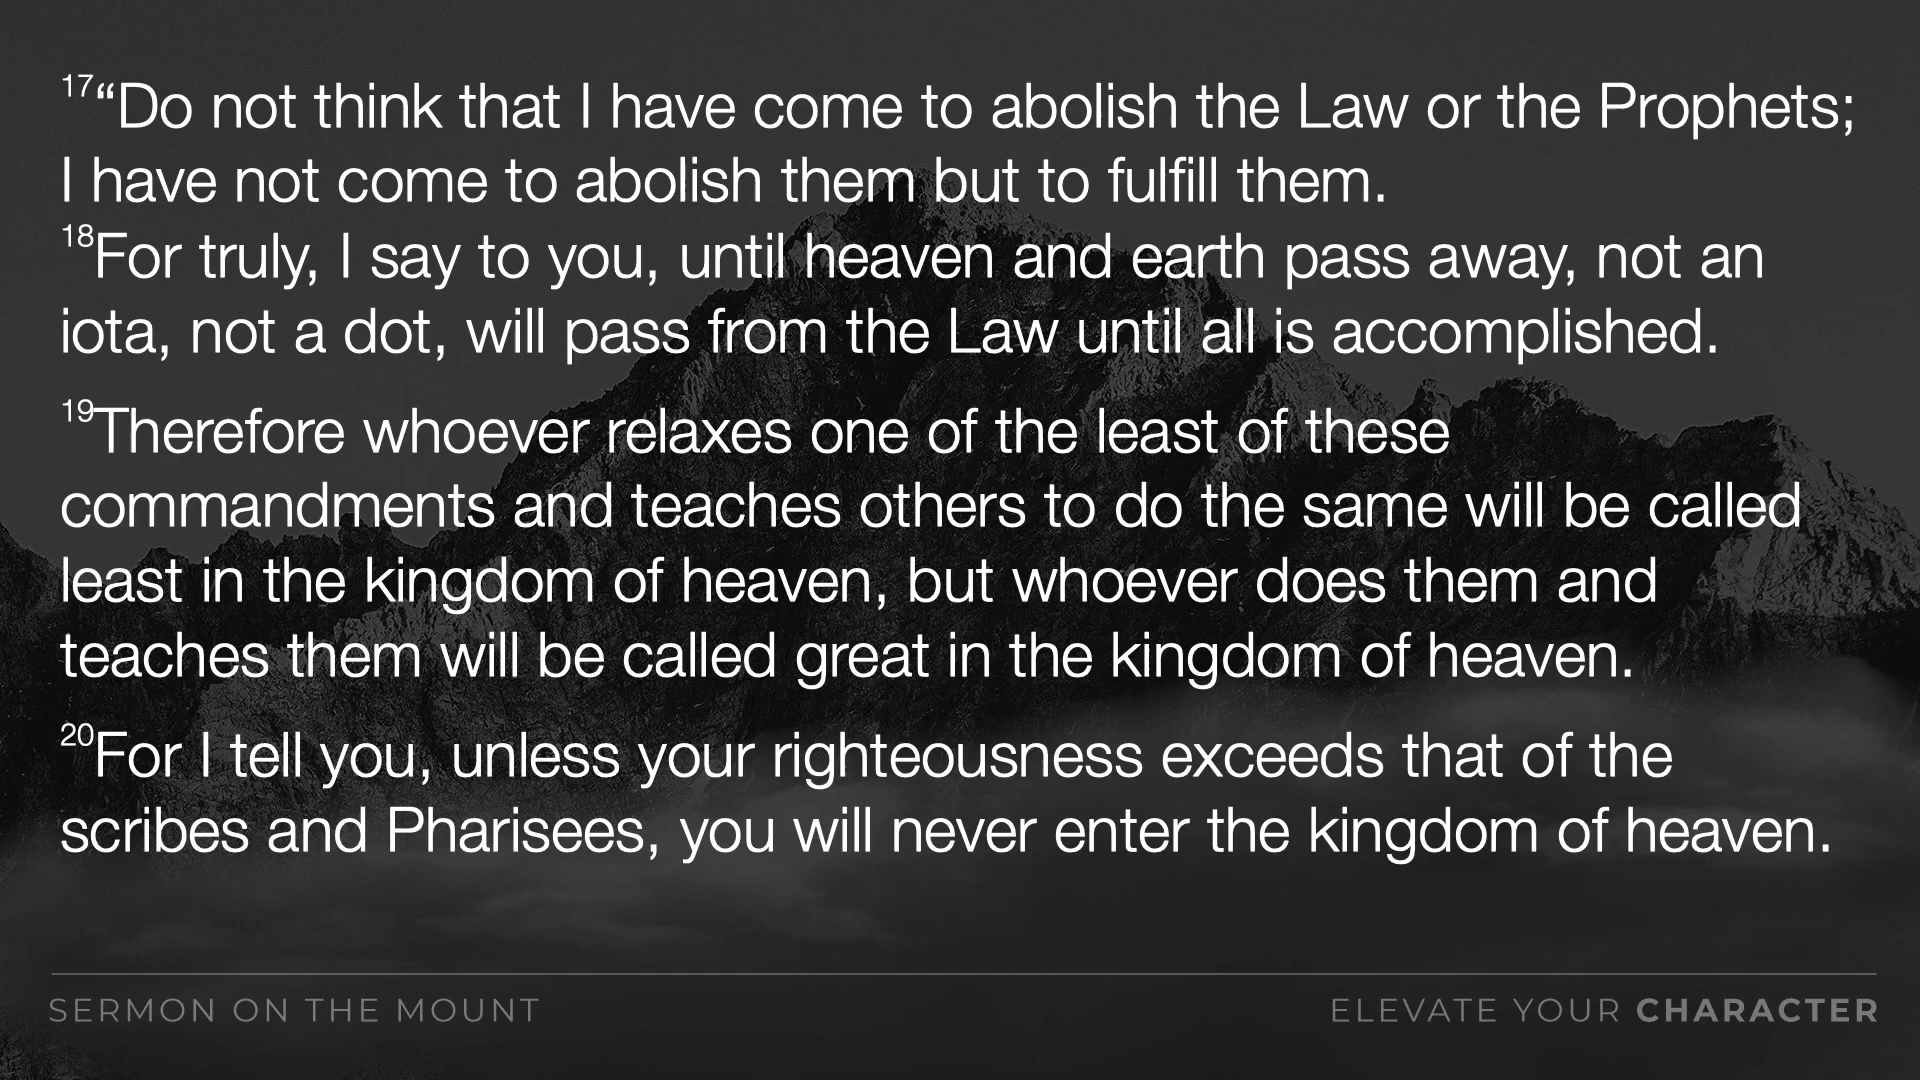 17“Do not think that I have come to abolish the Law or the Prophets;
I have not come to abolish them but to fulfill them.
18For truly, I say to you, until heaven and earth pass away, not an
iota, not a dot, will pass from the Law until all is accomplished.
19Therefore whoever relaxes one of the least of these
commandments and teaches others to do the same will be called
least in the kingdom of heaven, but whoever does them and
teaches them will be called great in the kingdom of heaven.
20For I tell you, unless your righteousness exceeds that of the
scribes and Pharisees, you will never enter the kingdom of heaven.
SERMON ON THE MOUNT
ELEVATE YOUR CHARACTER